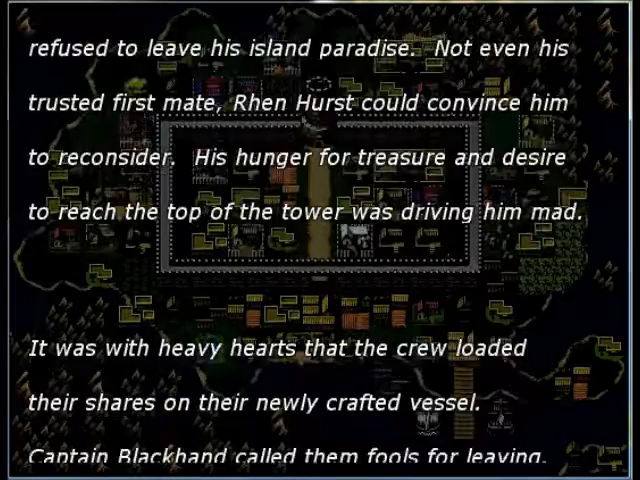 refused to leave his island paradise.  Not even his
trusted first mate, Rhen Hurst could convince him
to reconsider.  His hunger for treasure and desire
to reach the top of the tower was driving him mad.
It was with heavy hearts that the crew loaded
their shares on their newly crafted vessel.
Captain Blackhand called them fools for leaving.